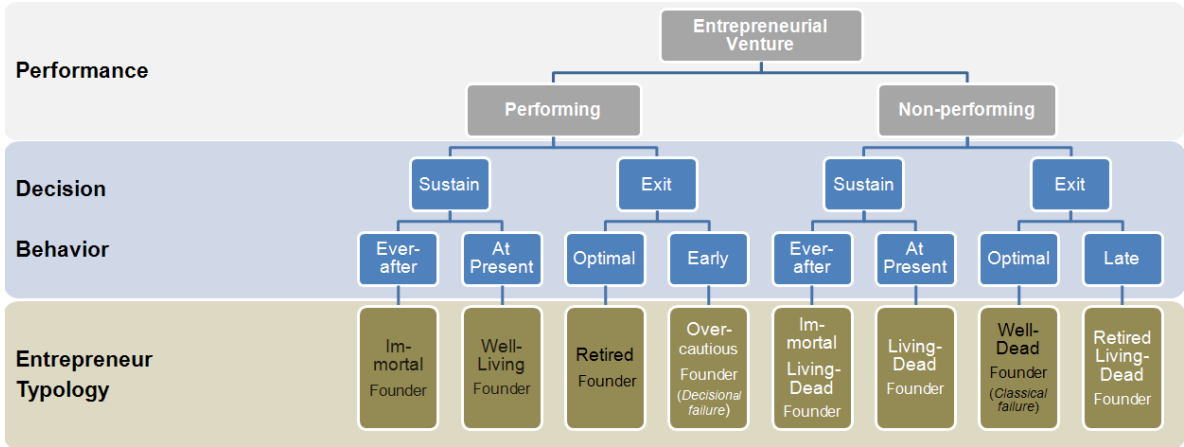 Entrepreneurial
Venture
Performance
Performing
Non-performing
Decision
Sustain
Exit
Sustain
Exit
Behavior
Ever-
after
At
Present
Optimal
Early
Ever-
after
At
Present
Optimal
Late
Entrepreneur
Typology
Im-
mortal
Founder
Well-
Living
Founder
Retired
Founder
Over-
cautious
Founder
(Decisional
failure)
Im-
mortal
Living-
Dead
Founder
Living-
Dead
Founder
Well-
Dead
Founder
(Classical
failure)
Retired
Living-
Dead
Founder